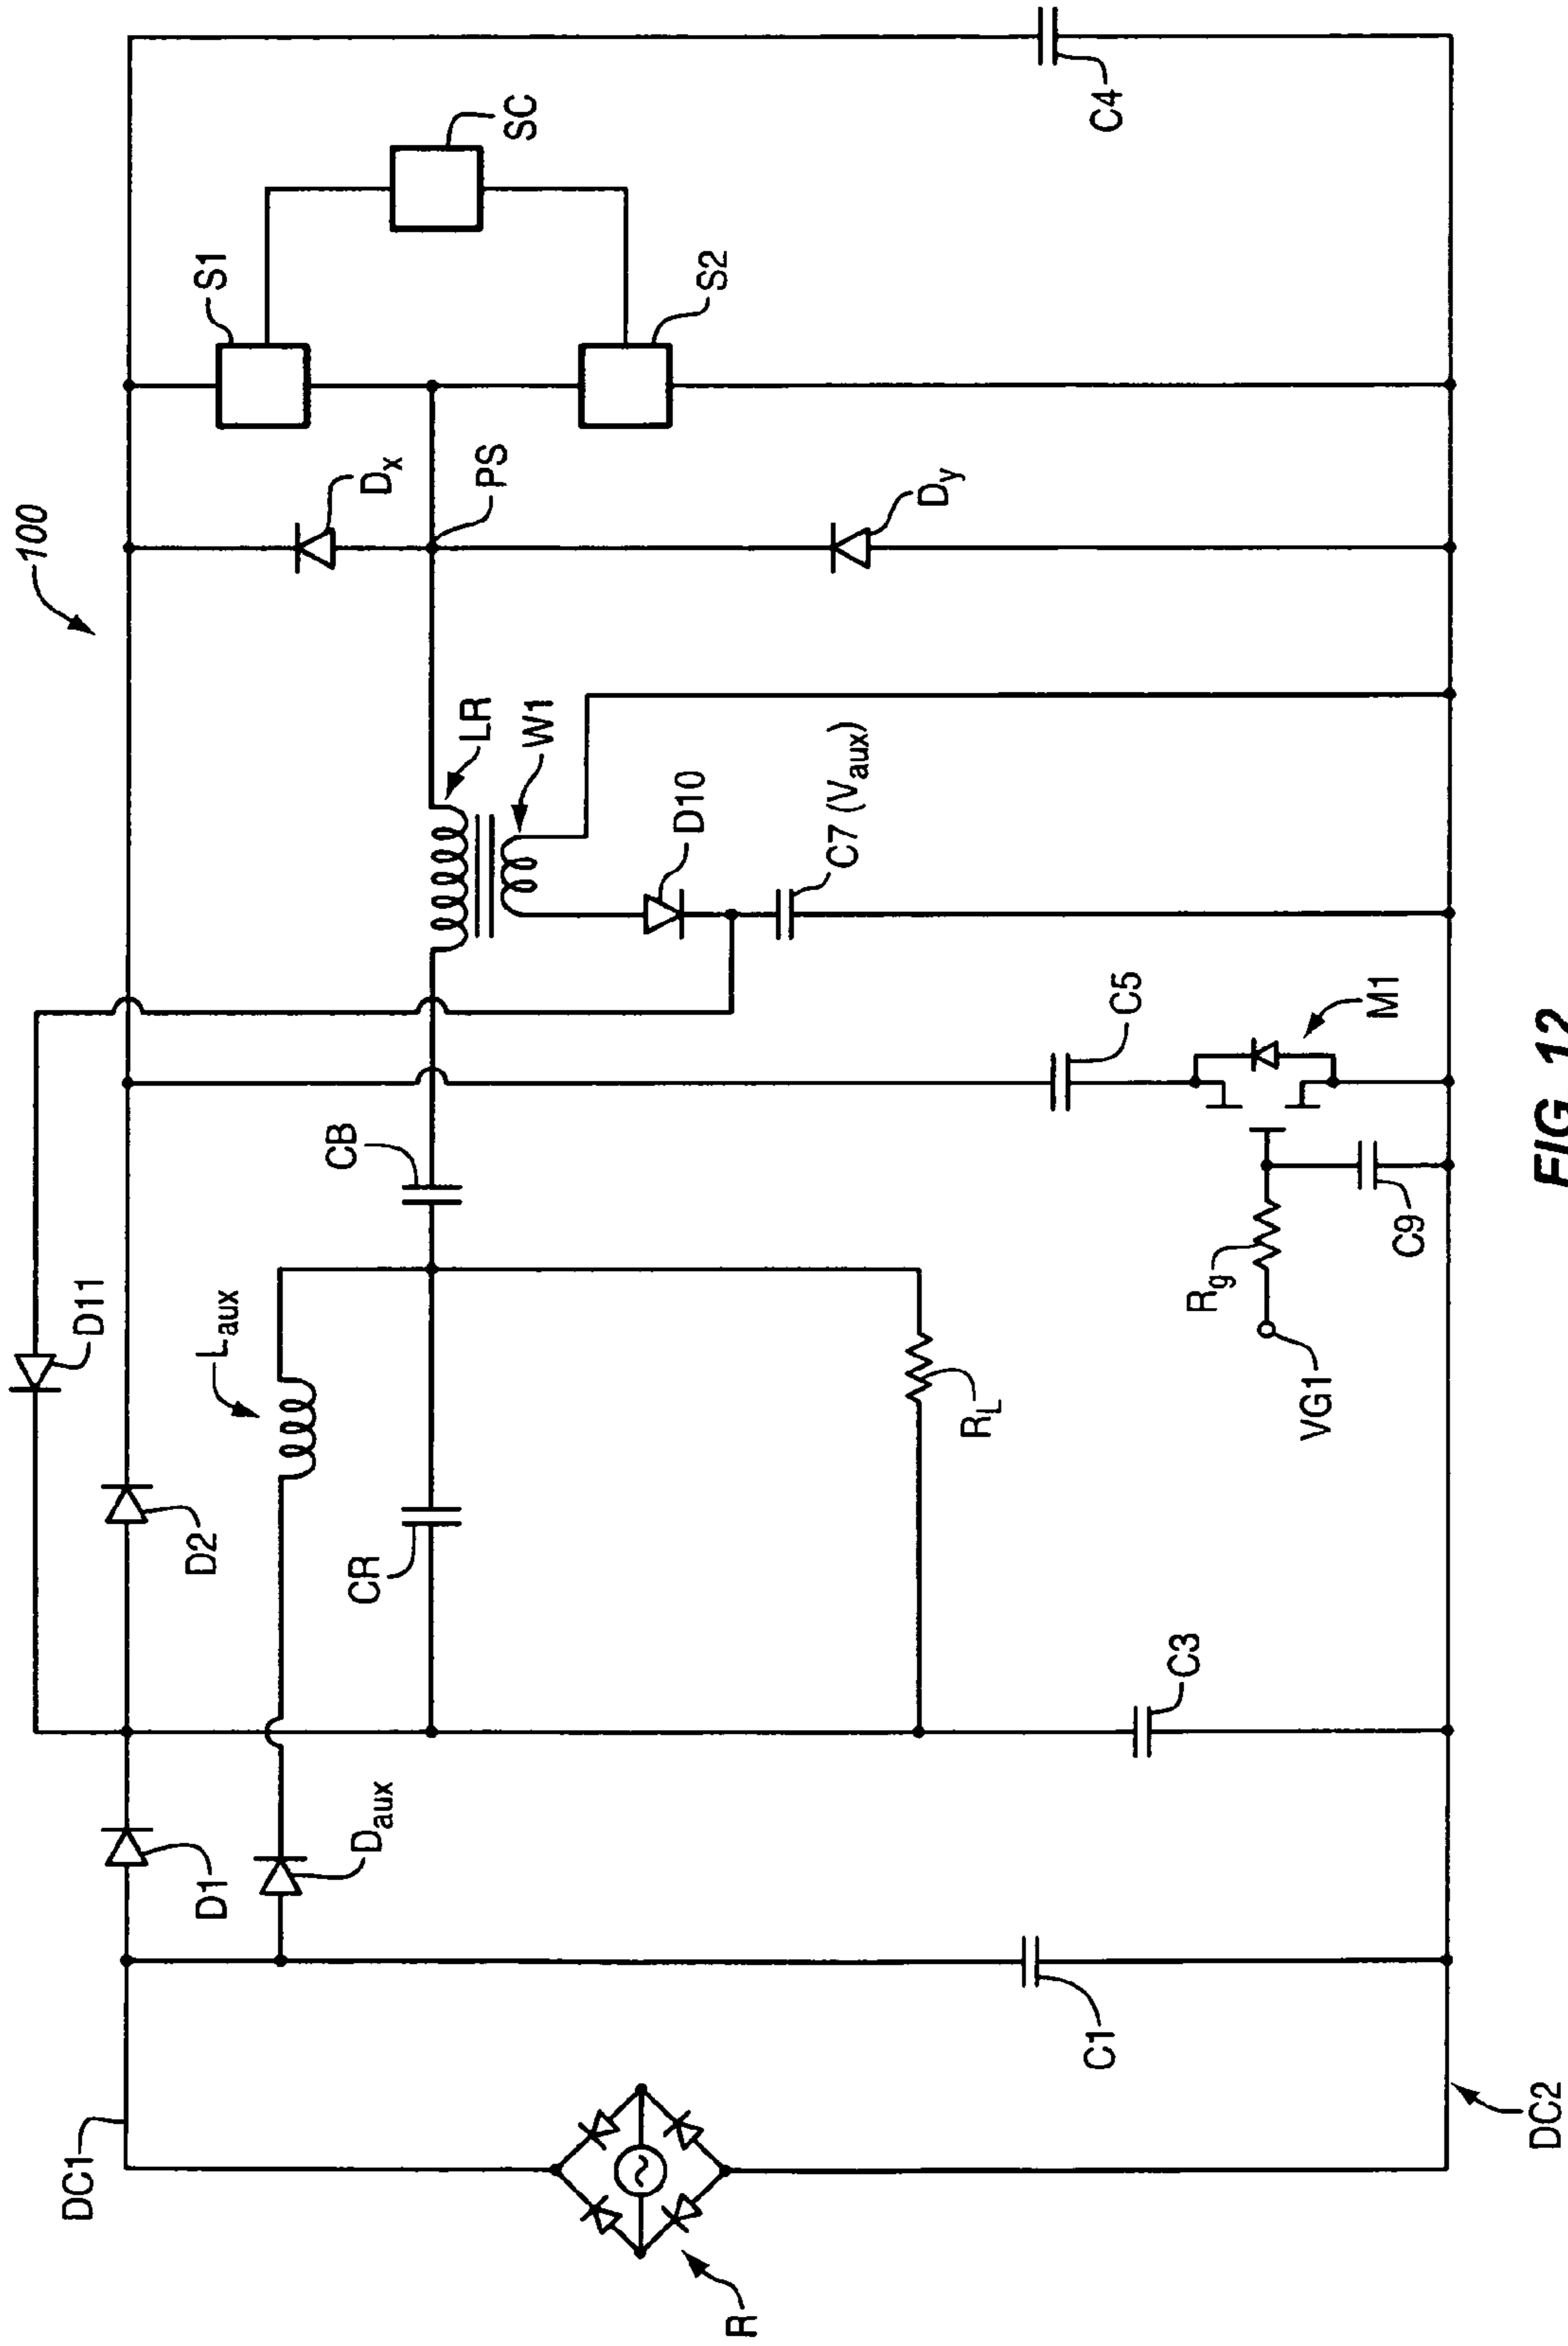 100
DC1
D1
D2
D11
Daux
Laux
CR
CB
LR
W1
D10
C7 (Vaux)
PS
Dx
Dy
S1
S2
SC
C4
C5
M1
C9
Rg
VG1
RL
C3
C1
R
DC2
FIG. 12